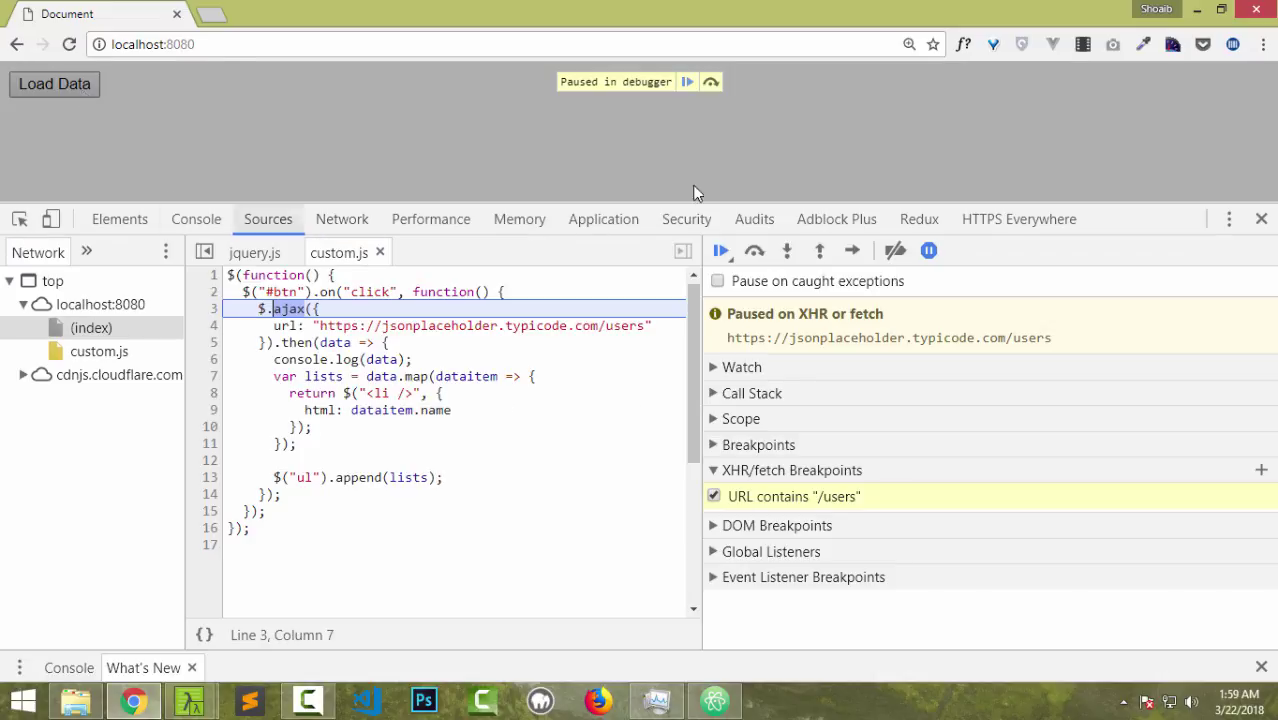 Document
Shoaib
localhost:8080
f?
Load Data
Paused in debugger
Elements Console Sources Network Performance Memory Application Security Audits Adblock Plus Redux HTTPS Everywhere
Network »
jquery.js custom.js
top
localhost:8080
(index)
custom.js
cdnjs.cloudflare.com
1 $(function() {
2 $("#btn").on("click", function() {
3 $.ajax({
4 url: "https://jsonplaceholder.typicode.com/users"
5 }).then(data => {
6 console.log(data);
7 var lists = data.map(dataitem => {
8 return $("<li />", {
9 html: dataitem.name
10 });
11 });
12
13 $("ul").append(lists);
14 });
15 });
16 });
17
{} Line 3, Column 7
Pause on caught exceptions
Paused on XHR or fetch
https://jsonplaceholder.typicode.com/users
Watch
Call Stack
Scope
Breakpoints
XHR/fetch Breakpoints
URL contains "/users"
DOM Breakpoints
Global Listeners
Event Listener Breakpoints
Console What's New
Ps
1:59 AM
3/22/2018